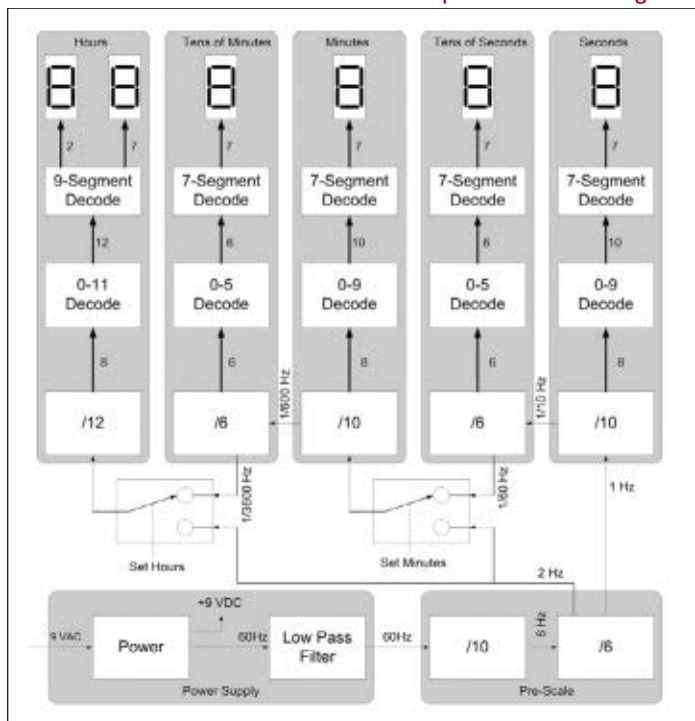 Hours
Tens of Minutes
Minutes
Tens of Seconds
Seconds
2
7
7
7
7
7
9-Segment
Decode
7-Segment
Decode
7-Segment
Decode
7-Segment
Decode
7-Segment
Decode
12
6
10
6
10
0-11
Decode
0-5
Decode
0-9
Decode
0-5
Decode
0-9
Decode
8
6
8
6
8
/12
/6
1/600 Hz
/10
/6
1/10 Hz
/10
1/3600 Hz
1/60 Hz
1 Hz
Set Hours
Set Minutes
2 Hz
+9 VDC
9 VAC
Power
60Hz
Low Pass
Filter
60Hz
/10
6 Hz
/6
Power Supply
Pre-Scale